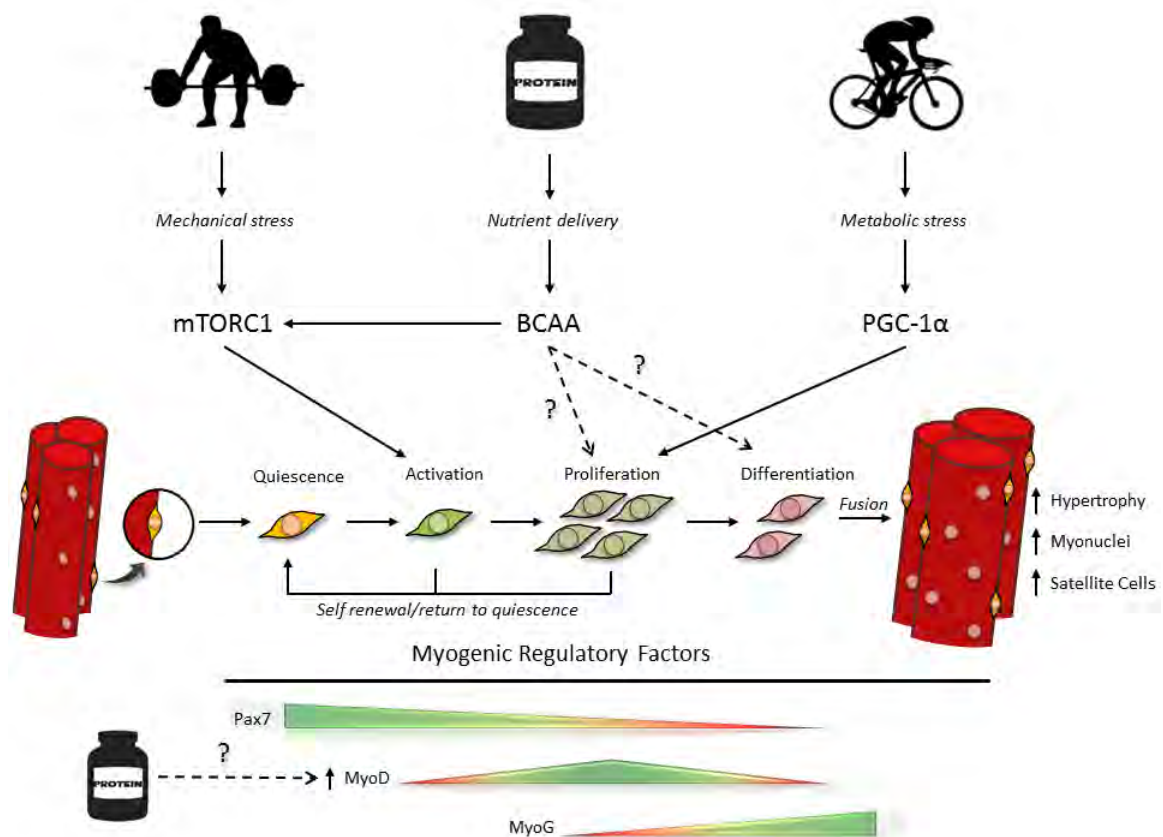 PROTEIN
Mechanical stress
Nutrient delivery
Metabolic stress
mTORC1
BCAA
PGC-1α
?
?
Quiescence
Activation
Proliferation
Differentiation
Fusion
Hypertrophy
Myonuclei
Satellite Cells
Self renewal/return to quiescence
Myogenic Regulatory Factors
Pax7
?
PROTEIN
MyoD
MyoG